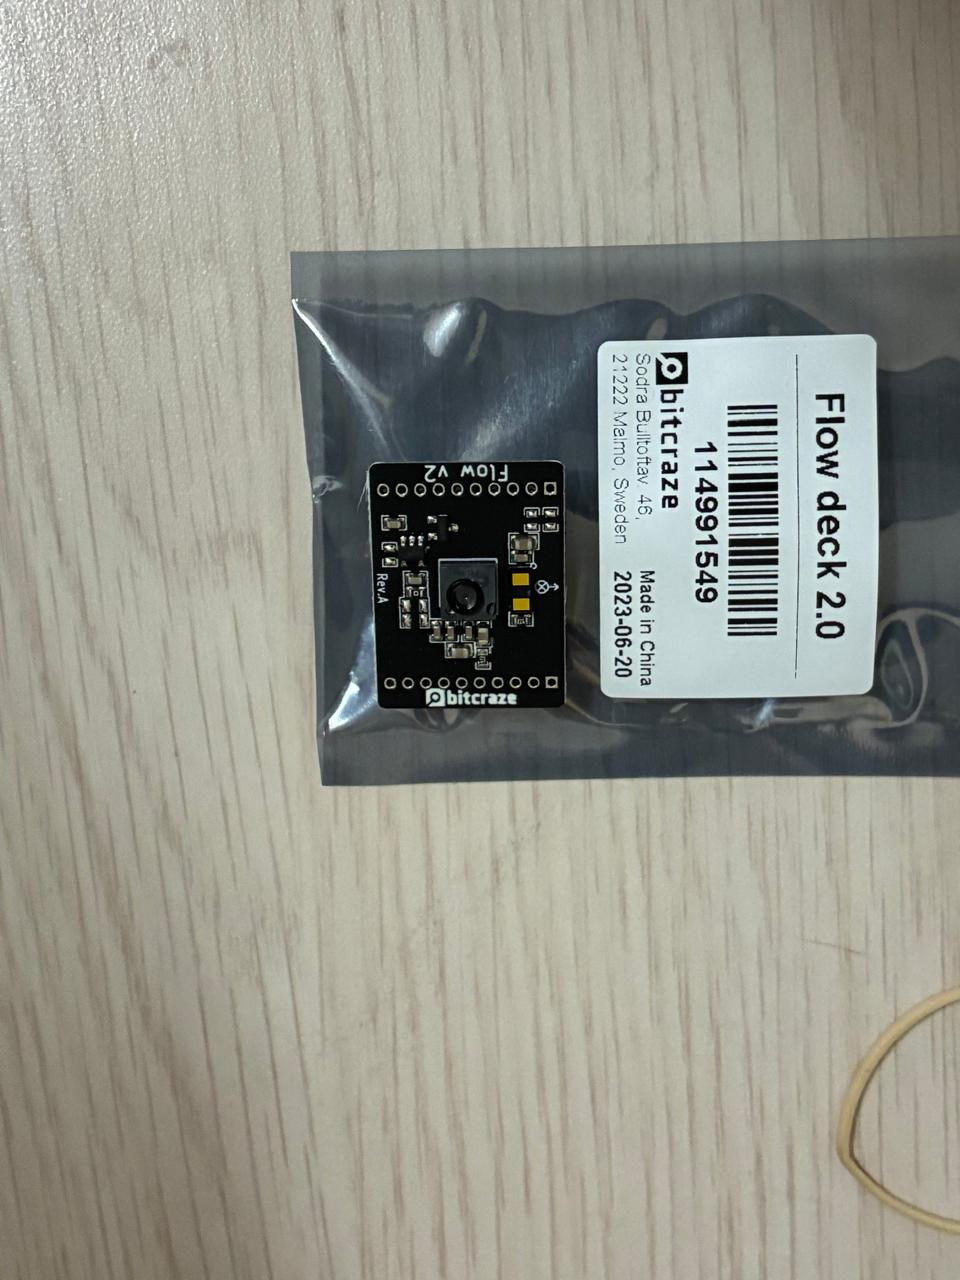 Flow deck 2.0
114991549
bitcraze
Sodra Bulltoftav. 46,
21222 Malmo, Sweden
Made in China
2023-06-20
flow v2
Rev.A
bitcraze